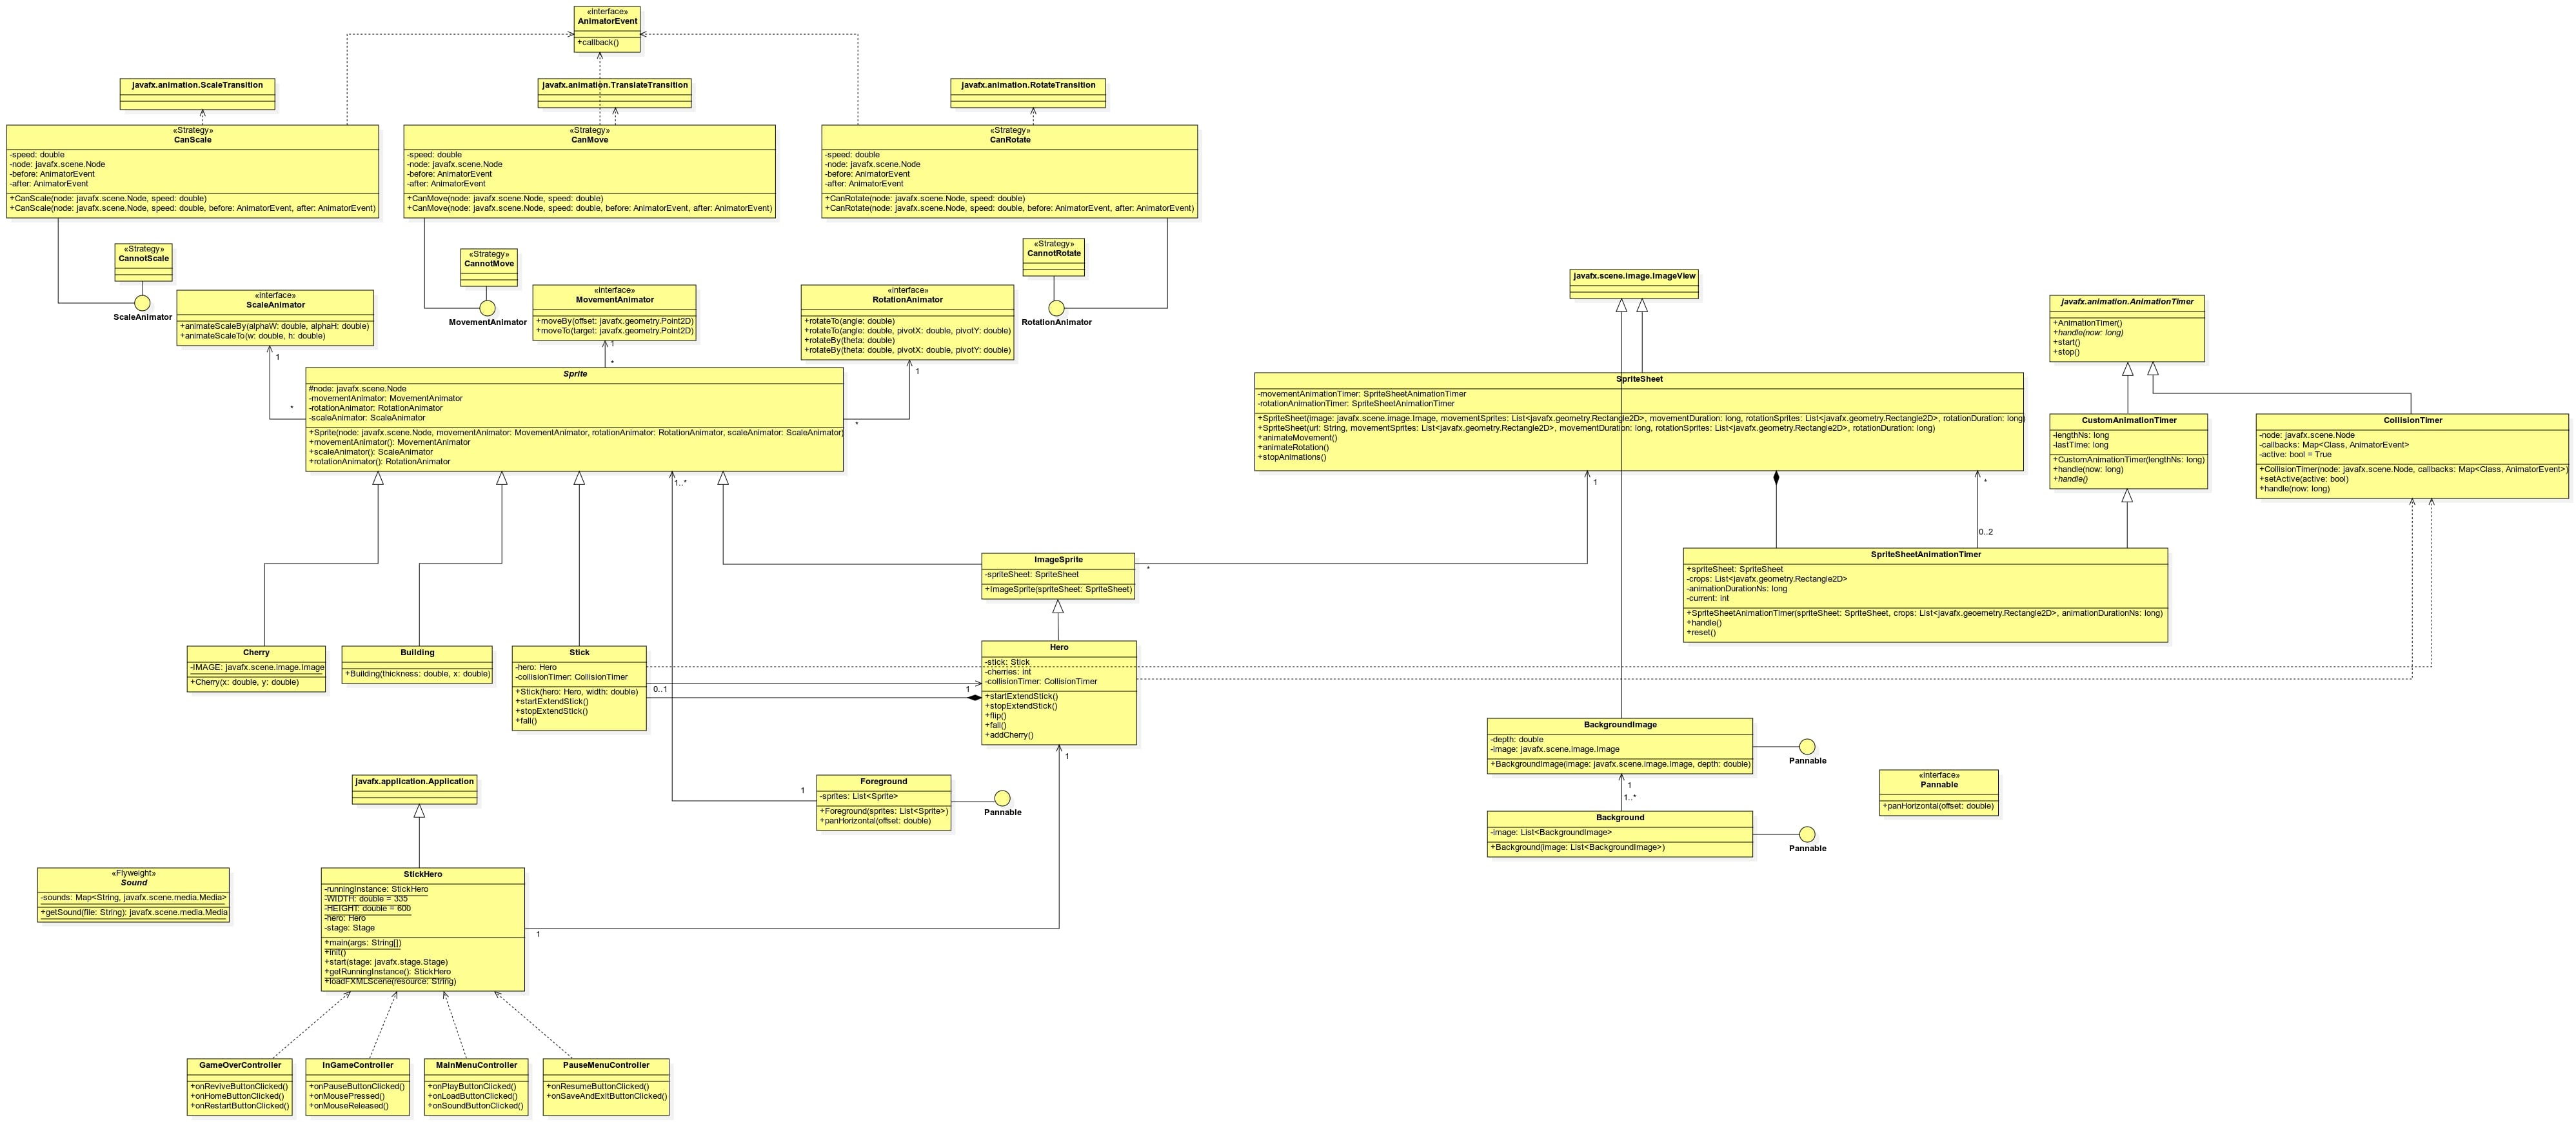 «interface»
AnimatorEvent
+callback()
javafx.animation.ScaleTransition
javafx.animation.TranslateTransition
javafx.animation.RotateTransition
«Strategy»
CanScale
-speed: double
-node: javafx.scene.Node
-before: AnimatorEvent
-after: AnimatorEvent
+CanScale(node: javafx.scene.Node, speed: double)
+CanScale(node: javafx.scene.Node, speed: double, before: AnimatorEvent, after: AnimatorEvent)
«Strategy»
CanMove
-speed: double
-node: javafx.scene.Node
-before: AnimatorEvent
-after: AnimatorEvent
+CanMove(node: javafx.scene.Node, speed: double)
+CanMove(node: javafx.scene.Node, speed: double, before: AnimatorEvent, after: AnimatorEvent)
«Strategy»
CanRotate
-speed: double
-node: javafx.scene.Node
-before: AnimatorEvent
-after: AnimatorEvent
+CanRotate(node: javafx.scene.Node, speed: double)
+CanRotate(node: javafx.scene.Node, speed: double, before: AnimatorEvent, after: AnimatorEvent)
«Strategy»
CannotScale
ScaleAnimator
«interface»
ScaleAnimator
+animateScaleBy(alphaW: double, alphaH: double)
+animateScaleTo(w: double, h: double)
«Strategy»
CannotMove
MovementAnimator
«interface»
MovementAnimator
+moveBy(offset: javafx.geometry.Point2D)
+moveTo(target: javafx.geometry.Point2D)
«interface»
RotationAnimator
+rotateTo(angle: double)
+rotateTo(angle: double, pivotX: double, pivotY: double)
+rotateBy(theta: double)
+rotateBy(theta: double, pivotX: double, pivotY: double)
«Strategy»
CannotRotate
RotationAnimator
javafx.scene.image.ImageView
javafx.animation.AnimationTimer
+AnimationTimer()
+handle(now: long)
+start()
+stop()
1
*
1
*
1
*
Sprite
#node: javafx.scene.Node
-movementAnimator: MovementAnimator
-rotationAnimator: RotationAnimator
-scaleAnimator: ScaleAnimator
+Sprite(node: javafx.scene.Node, movementAnimator: MovementAnimator, rotationAnimator: RotationAnimator, scaleAnimator: ScaleAnimator)
+movementAnimator(): MovementAnimator
+scaleAnimator(): ScaleAnimator
+rotationAnimator(): RotationAnimator
SpriteSheet
-movementAnimationTimer: SpriteSheetAnimationTimer
-rotationAnimationTimer: SpriteSheetAnimationTimer
+SpriteSheet(image: javafx.scene.image.Image, movementSprites: List<javafx.geometry.Rectangle2D>, movementDuration: long, rotationSprites: List<javafx.geometry.Rectangle2D>, rotationDuration: long)
+SpriteSheet(url: String, movementSprites: List<javafx.geometry.Rectangle2D>, movementDuration: long, rotationSprites: List<javafx.geometry.Rectangle2D>, rotationDuration: long)
+animateMovement()
+animateRotation()
+stopAnimations()
CustomAnimationTimer
-lengthNs: long
-lastTime: long
+CustomAnimationTimer(lengthNs: long)
+handle(now: long)
+handle()
CollisionTimer
-node: javafx.scene.Node
-callbacks: Map<Class, AnimatorEvent>
-active: bool = True
+CollisionTimer(node: javafx.scene.Node, callbacks: Map<Class, AnimatorEvent>)
+setActive(active: bool)
+handle(now: long)
1..*
1
*
0..2
ImageSprite
-spriteSheet: SpriteSheet
+ImageSprite(spriteSheet: SpriteSheet)
*
SpriteSheetAnimationTimer
+spriteSheet: SpriteSheet
-crops: List<javafx.geometry.Rectangle2D>
-animationDurationNs: long
-current: int
+SpriteSheetAnimationTimer(spriteSheet: SpriteSheet, crops: List<javafx.geoemetry.Rectangle2D>, animationDurationNs: long)
+handle()
+reset()
Cherry
-IMAGE: javafx.scene.image.Image
+Cherry(x: double, y: double)
Building
+Building(thickness: double, x: double)
Stick
-hero: Hero
-collisionTimer: CollisionTimer
+Stick(hero: Hero, width: double)
+startExtendStick()
+stopExtendStick()
+fall()
0..1
1
Hero
-stick: Stick
-cherries: int
-collisionTimer: CollisionTimer
+startExtendStick()
+stopExtendStick()
+flip()
+fall()
+addCherry()
1
BackgroundImage
-depth: double
-image: javafx.scene.image.Image
+BackgroundImage(image: javafx.scene.image.Image, depth: double)
Pannable
«interface»
Pannable
+panHorizontal(offset: double)
1
1..*
Background
-image: List<BackgroundImage>
+Background(image: List<BackgroundImage>)
Pannable
javafx.application.Application
1
Foreground
-sprites: List<Sprite>
+Foreground(sprites: List<Sprite>)
+panHorizontal(offset: double)
Pannable
«Flyweight»
Sound
-sounds: Map<String, javafx.scene.media.Media>
+getSound(file: String): javafx.scene.media.Media
StickHero
-runningInstance: StickHero
-WIDTH: double = 335
-HEIGHT: double = 600
-hero: Hero
-stage: Stage
+main(args: String[])
+init()
+start(stage: javafx.stage.Stage)
+getRunningInstance(): StickHero
+loadFXMLScene(resource: String)
1
GameOverController
+onReviveButtonClicked()
+onHomeButtonClicked()
+onRestartButtonClicked()
InGameController
+onPauseButtonClicked()
+onMousePressed()
+onMouseReleased()
MainMenuController
+onPlayButtonClicked()
+onLoadButtonClicked()
+onSoundButtonClicked()
PauseMenuController
+onResumeButtonClicked()
+onSaveAndExitButtonClicked()